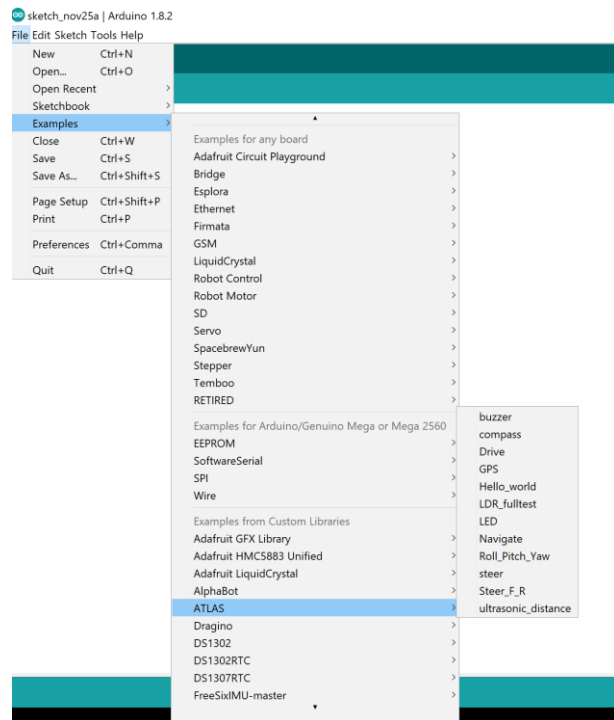 sketch_nov25a | Arduino 1.8.2
File Edit Sketch Tools Help
New Ctrl+N
Open... Ctrl+O
Open Recent
Sketchbook
Examples
Close Ctrl+W
Save Ctrl+S
Save As... Ctrl+Shift+S
Page Setup Ctrl+Shift+P
Print Ctrl+P
Preferences Ctrl+Comma
Quit Ctrl+Q
Examples for any board
Adafruit Circuit Playground
Bridge
Esplora
Ethernet
Firmata
GSM
LiquidCrystal
Robot Control
Robot Motor
SD
Servo
SpacebrewYun
Stepper
Temboo
RETIRED
Examples for Arduino/Genuino Mega or Mega 2560
EEPROM
SoftwareSerial
SPI
Wire
Examples from Custom Libraries
Adafruit GFX Library
Adafruit HMC5883 Unified
Adafruit LiquidCrystal
AlphaBot
ATLAS
Dragino
DS1302
DS1302RTC
DS1307RTC
FreeSixIMU-master
buzzer
compass
Drive
GPS
Hello_world
LDR_fulltest
LED
Navigate
Roll_Pitch_Yaw
steer
Steer_F_R
ultrasonic_distance